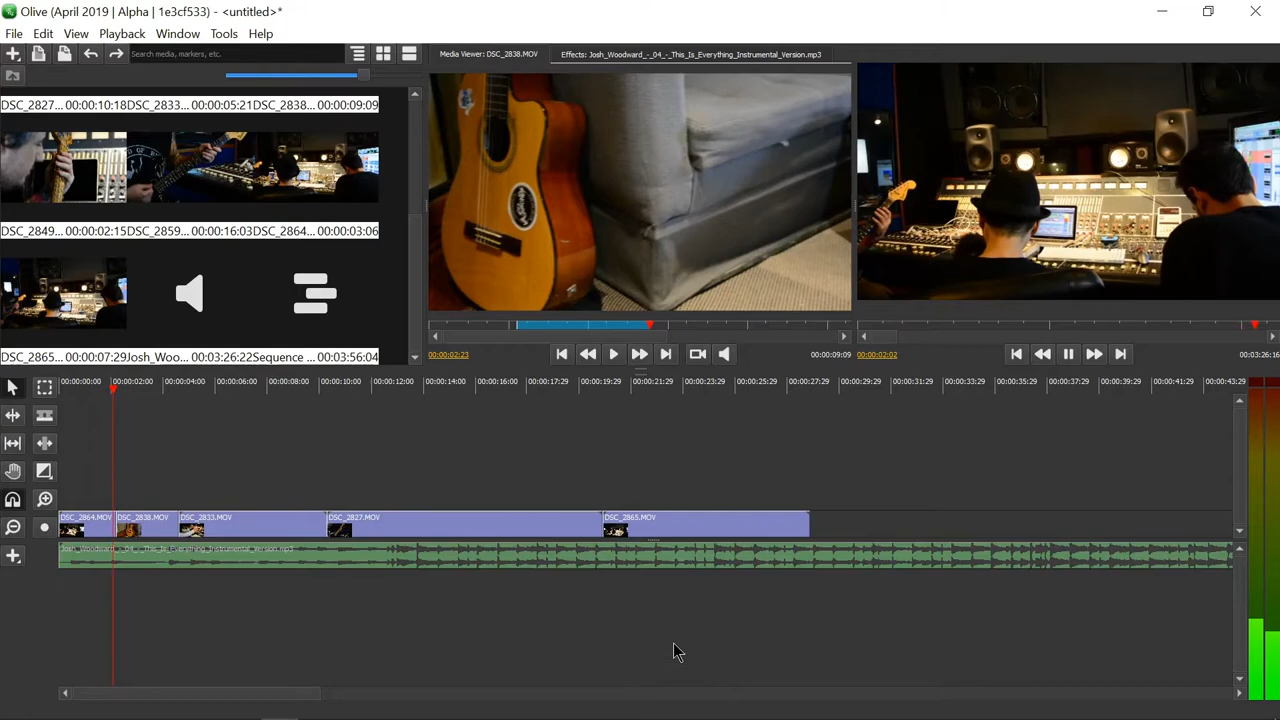 Olive (April 2019 | Alpha | 1e3cf533) - <untitled>*
File Edit View Playback Window Tools Help
Search media, markers, etc.
Media Viewer: DSC_2838.MOV
Effects: Josh_Woodward_-_04_-_This_Is_Everything_Instrumental_Version.mp3
DSC_2827... 00:00:10:18 DSC_2833... 00:00:05:21 DSC_2838... 00:00:09:09
DSC_2849... 00:00:02:15 DSC_2859... 00:00:16:03 DSC_2864... :03:06
DSC_2865... 00:00:07:29 Josh_Woo... 00:03:26:22 Sequence ... 00:03:56:04
00:00:02:23
00:00:09:09
00:00:02:02
00:03:26:16
00:00:00:00 00:00:02:00 00:00:04:00 00:00:06:00 00:00:08:00 00:00:10:00 00:00:12:00 00:00:14:00 00:00:16:00 00:00:17:29 00:00:19:29 00:00:21:29 00:00:23:29 00:00:25:29 00:00:27:29 00:00:29:29 00:00:31:29 00:00:33:29 00:00:35:29 00:00:37:29 00:00:39:29 00:00:41:29 00:00:43:29
DSC_2864.MOV DSC_2838.MOV DSC_2833.MOV DSC_2827.MOV DSC_2865.MOV
Josh_Woodward_-_04_-_This_Is_Everything_Instrumental_Version.mp3